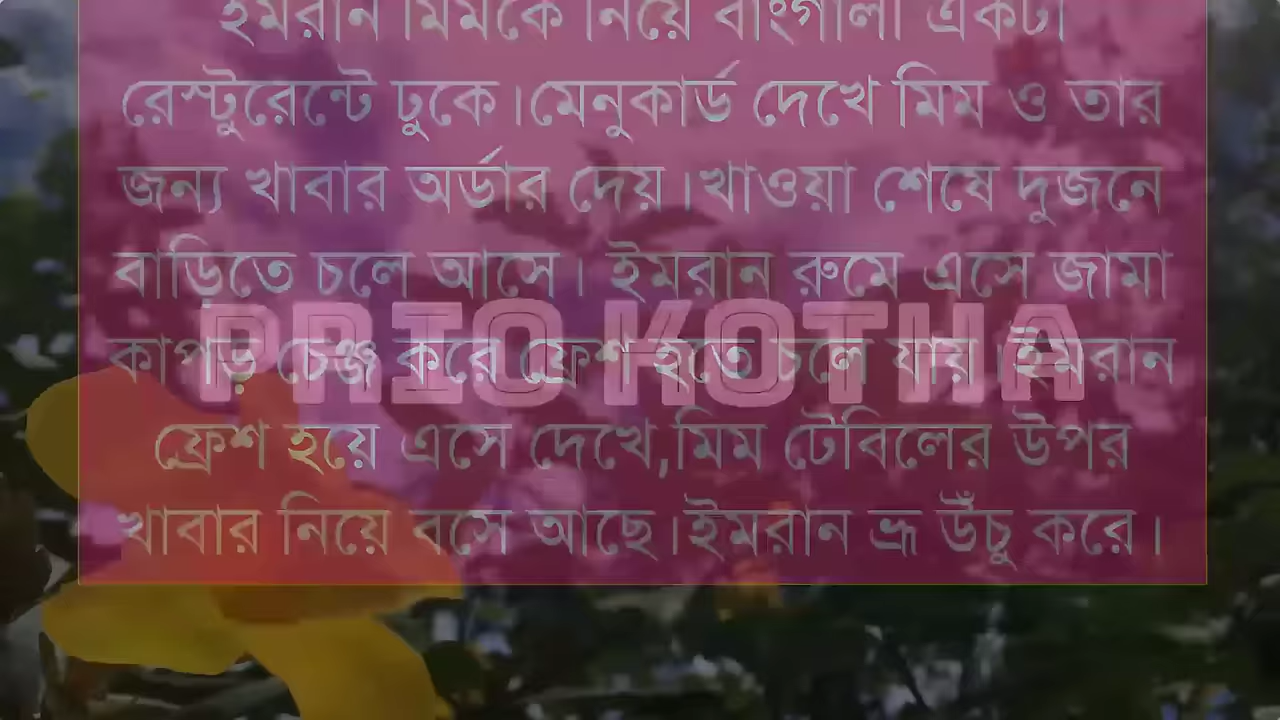 ইমরান মিমকে নিয়ে বাংগালী একটা
রেস্টুরেন্টে ঢুকে।মেনুকার্ড দেখে মিম ও তার
জন্য খাবার অর্ডার দেয়।খাওয়া শেষে দুজনে
বাড়িতে চলে আসে। ইমরান রুমে এসে জামা
কাপড় চেঞ্জ করে ফ্রেশ হতে চলে যায়।ইমরান
PRIO KOTHA
ফ্রেশ হয়ে এসে দেখে,মিম টেবিলের উপর
খাবার নিয়ে বসে আছে।ইমরান ভ্রূ উঁচু করে।